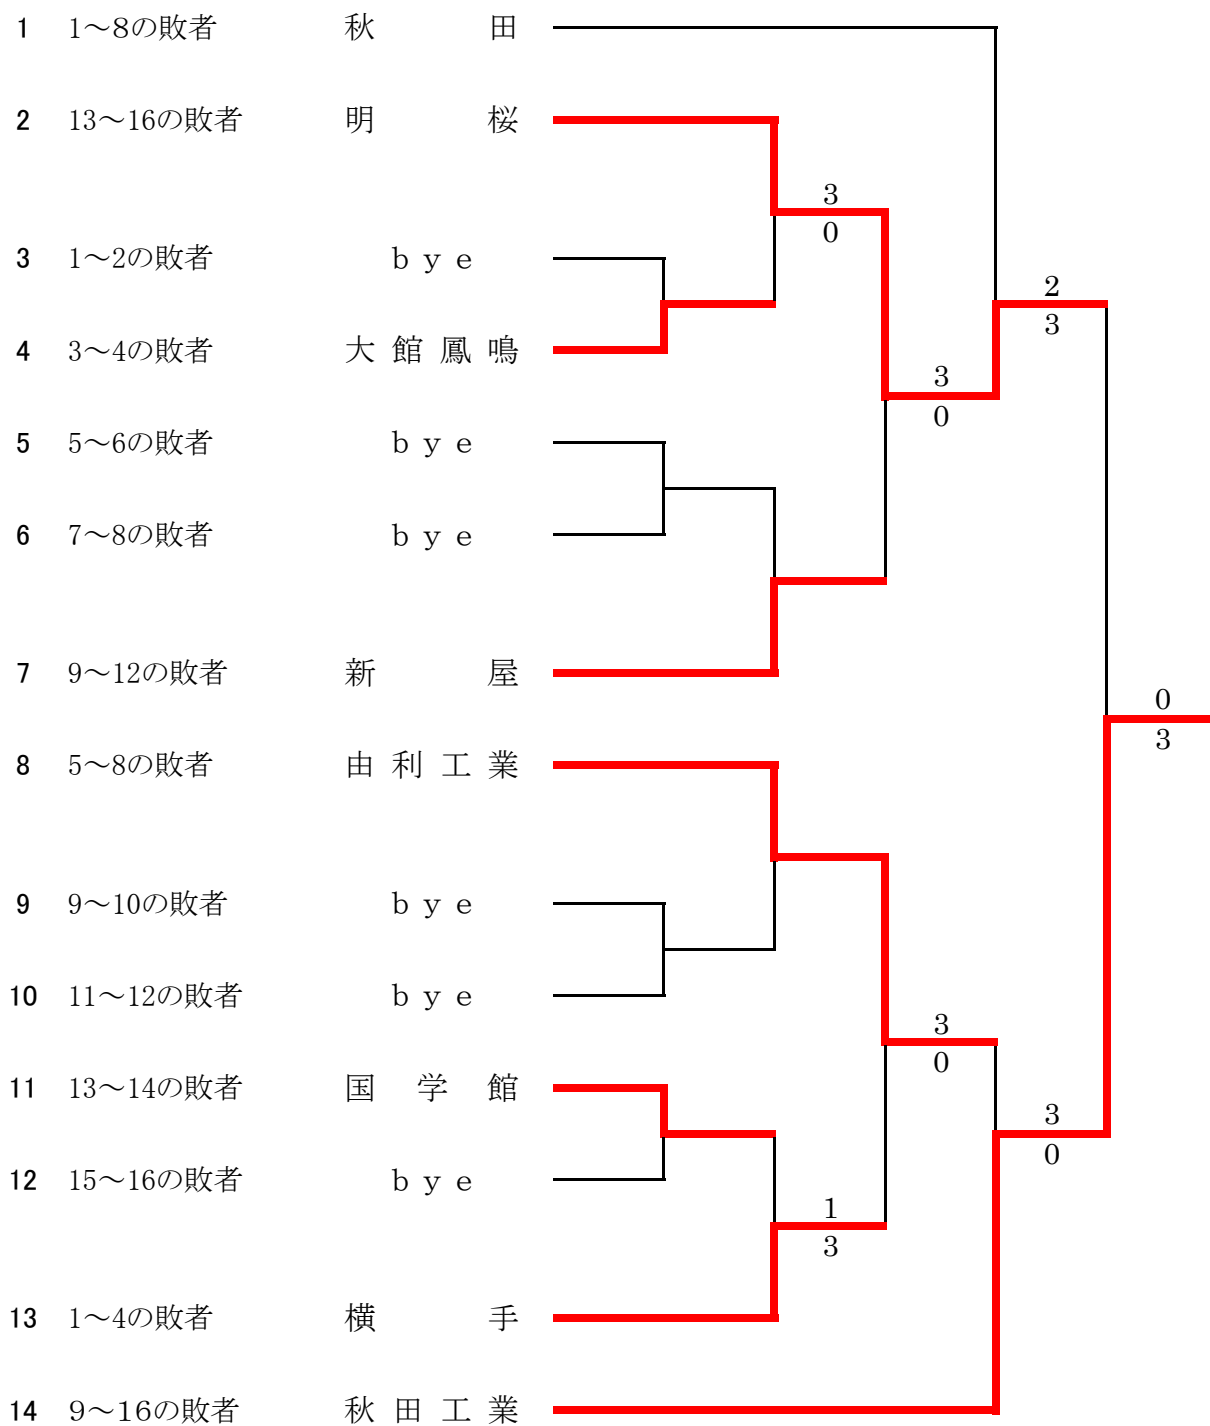 1 1～8の敗者 秋田
2 13～16の敗者 明桜
3
0
3 1～2の敗者 ｂｙｅ
2
3
4 3～4の敗者 大館鳳鳴
3
0
5 5～6の敗者 ｂｙｅ
6 7～8の敗者 ｂｙｅ
7 9～12の敗者 新屋
0
3
8 5～8の敗者 由利工業
9 9～10の敗者 ｂｙｅ
10 11～12の敗者 ｂｙｅ
3
0
11 13～14の敗者 国学館
3
0
12 15～16の敗者 ｂｙｅ
1
3
13 1～4の敗者 横手
14 9～16の敗者 秋田工業